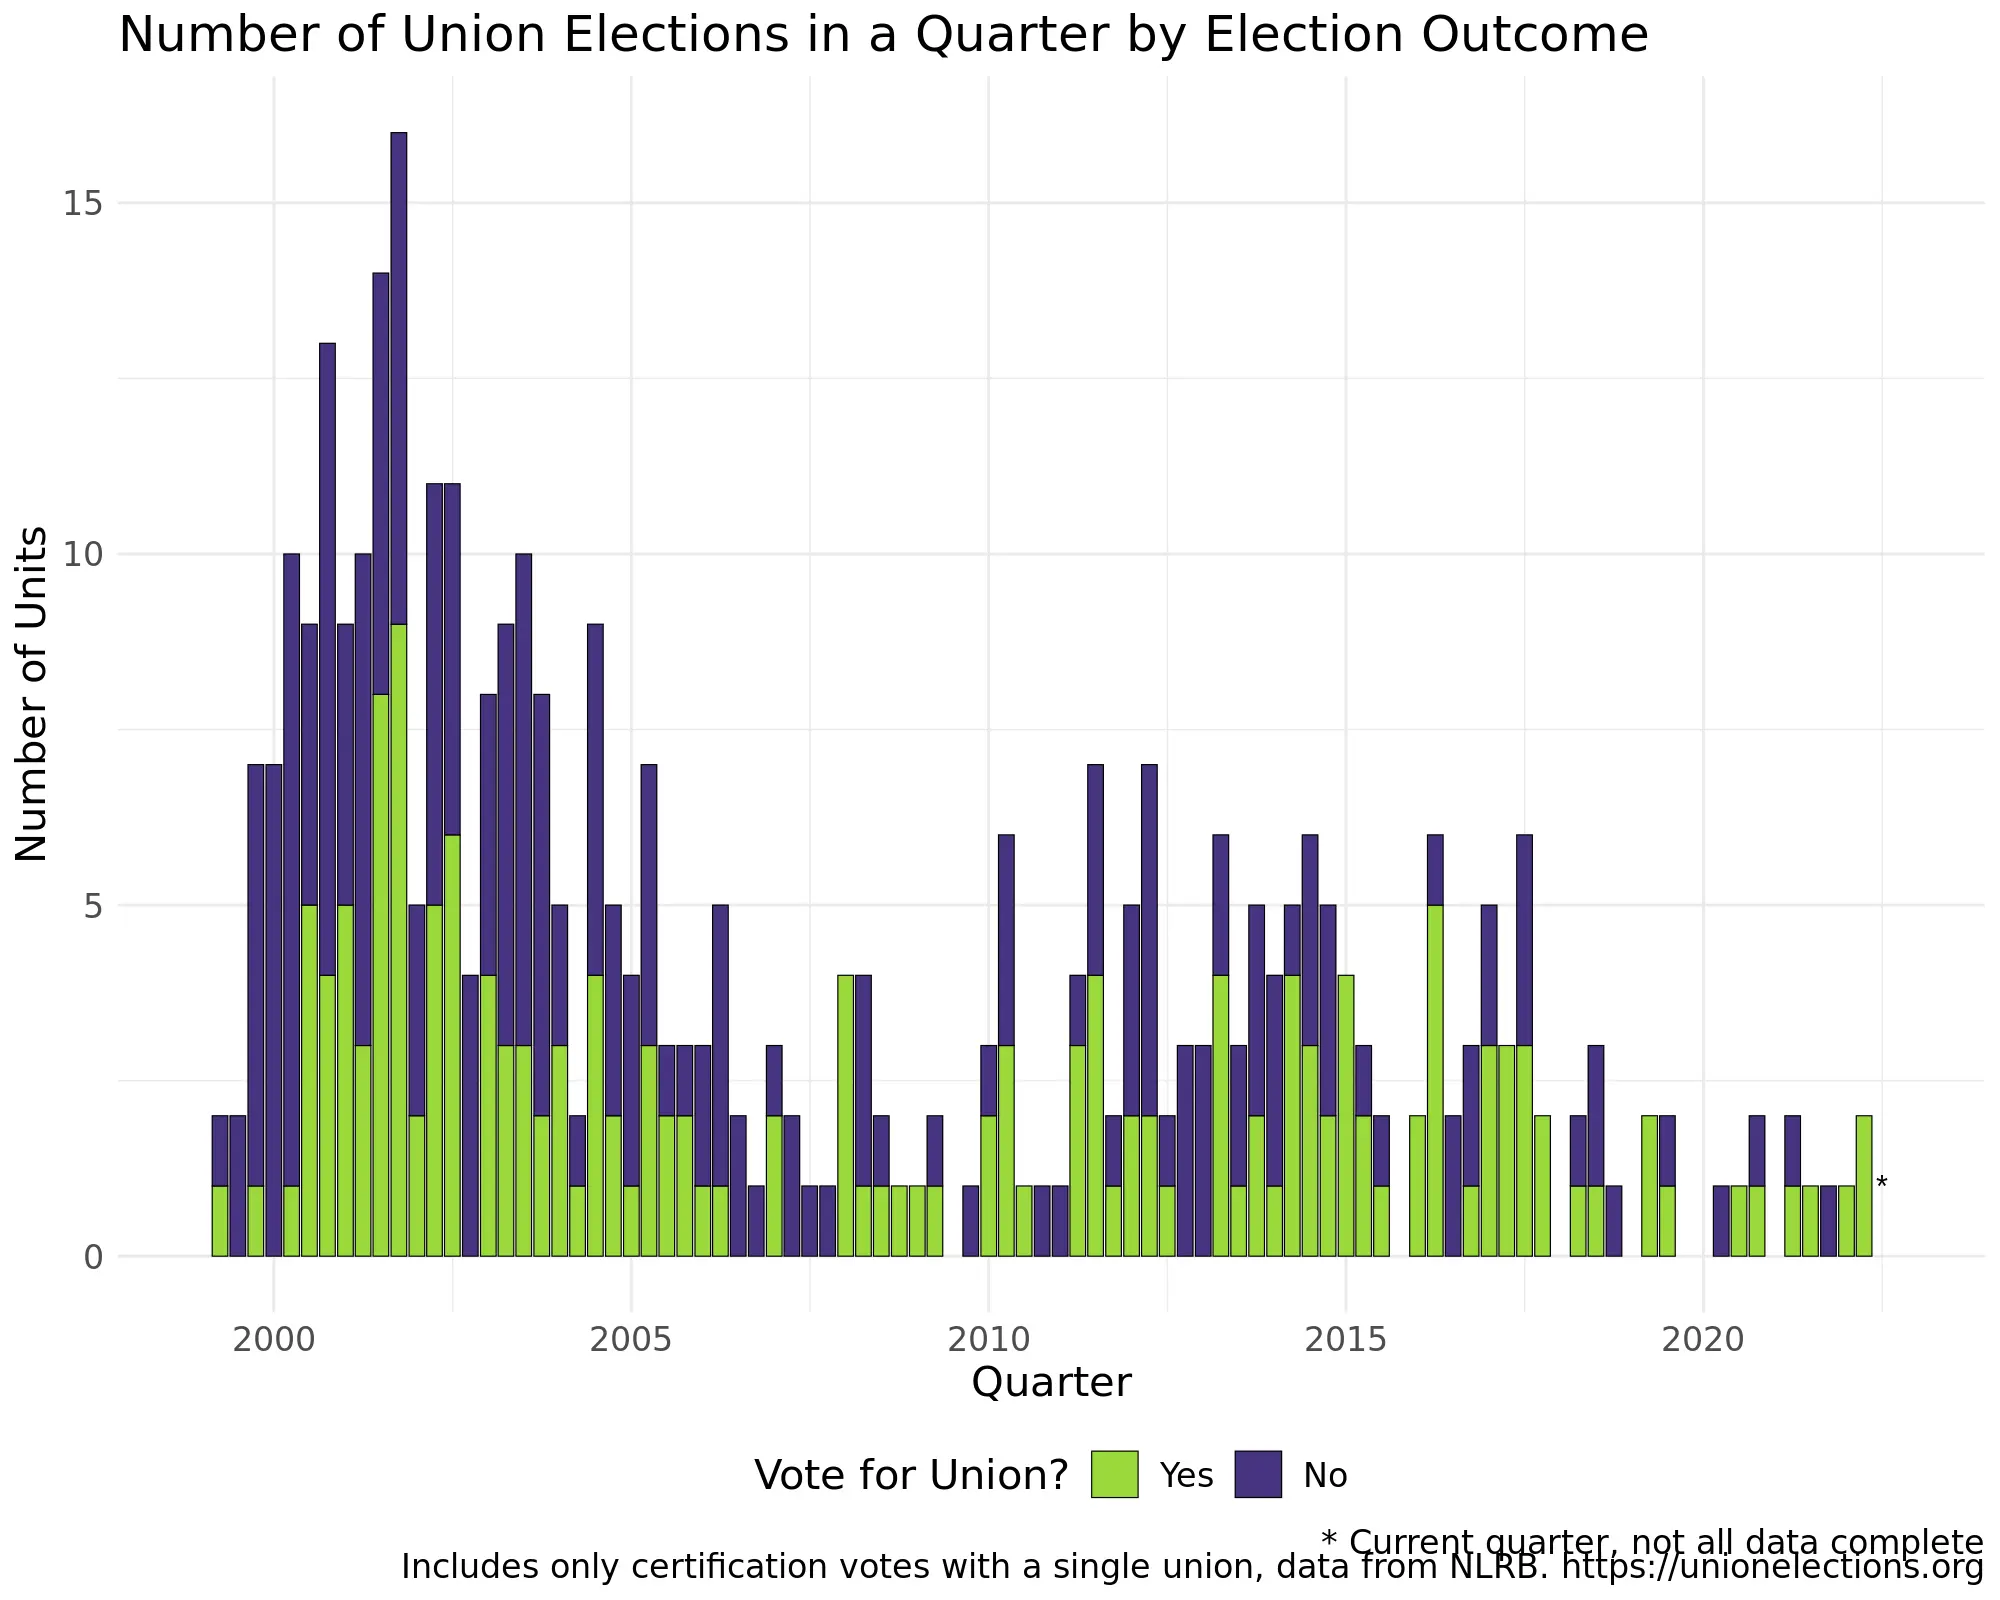 Number of Union Elections in a Quarter by Election Outcome
Number of Units
15
10
5
0
*
2000 2005 2010 2015 2020
Quarter
Vote for Union? Yes No
* Current quarter, not all data complete
Includes only certification votes with a single union, data from NLRB. https://unionelections.org